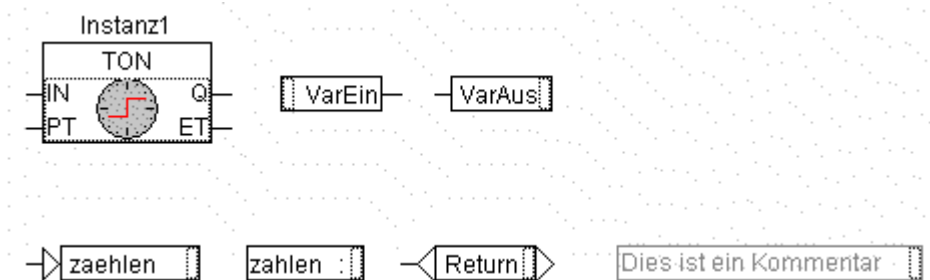 Instanz1
TON
IN Q
PT ET
VarEin
VarAus
zaehlen
zahlen :
Return
Dies ist ein Kommentar